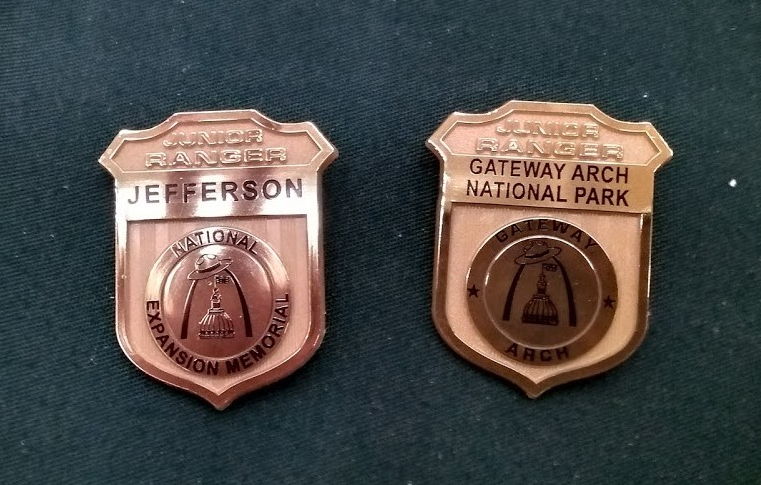 JUNIOR
RANGER
JEFFERSON
NATIONAL
EXPANSION MEMORIAL
JUNIOR
RANGER
GATEWAY ARCH
NATIONAL PARK
GATEWAY
ARCH